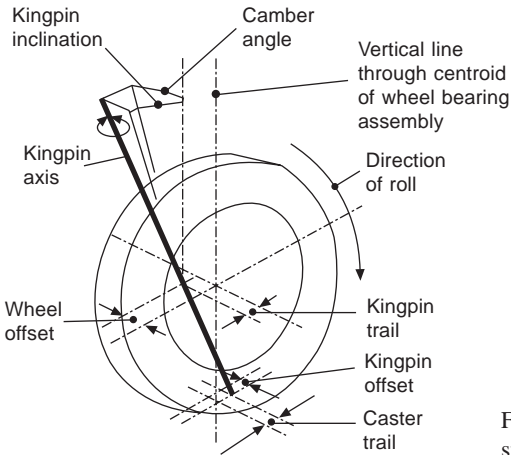 Kingpin
inclination
Camber
angle
Vertical line
through centroid
of wheel bearing
assembly
Kingpin
axis
Direction
of roll
Wheel
offset
Kingpin
trail
Kingpin
offset
Caster
trail